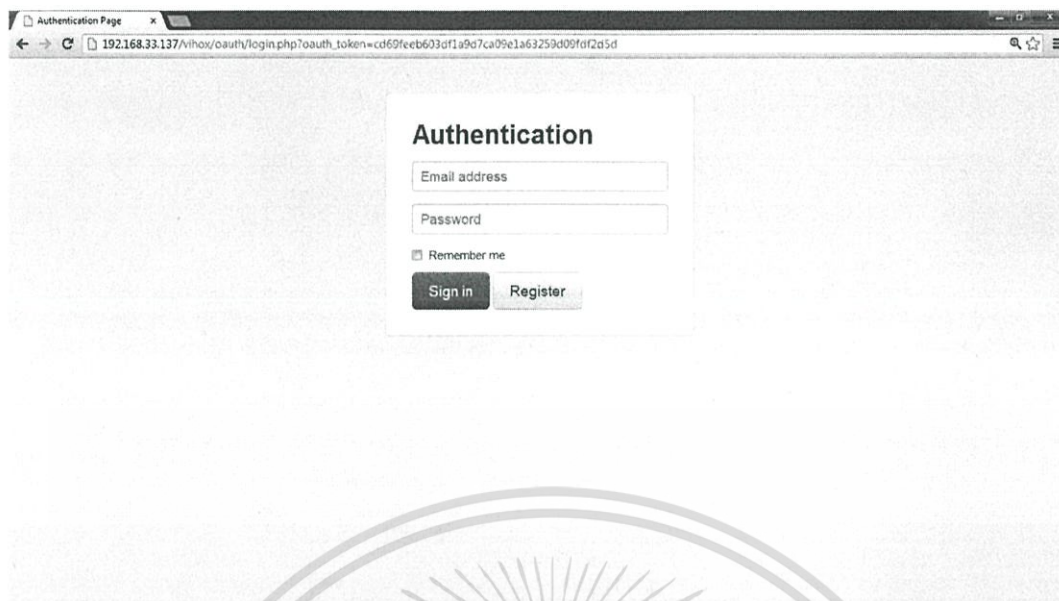 Authentication Page
192.168.33.137/vihox/oauth/login.php?oauth_token=cd69feeb603df1a9d7ca09e1a63259d09fdf2d5d
Authentication
Email address
Password
Remember me
Sign in Register